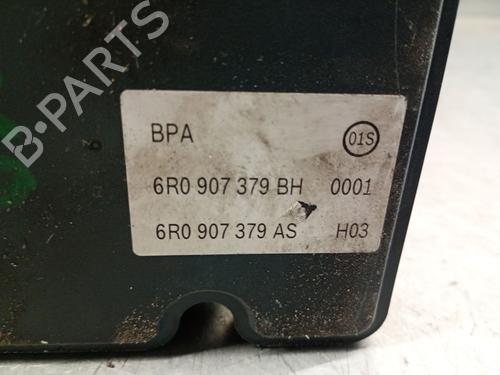 B-PARTS
BPA 01S
6R0 907 379 BH 0001
6R0 907 379 AS H03